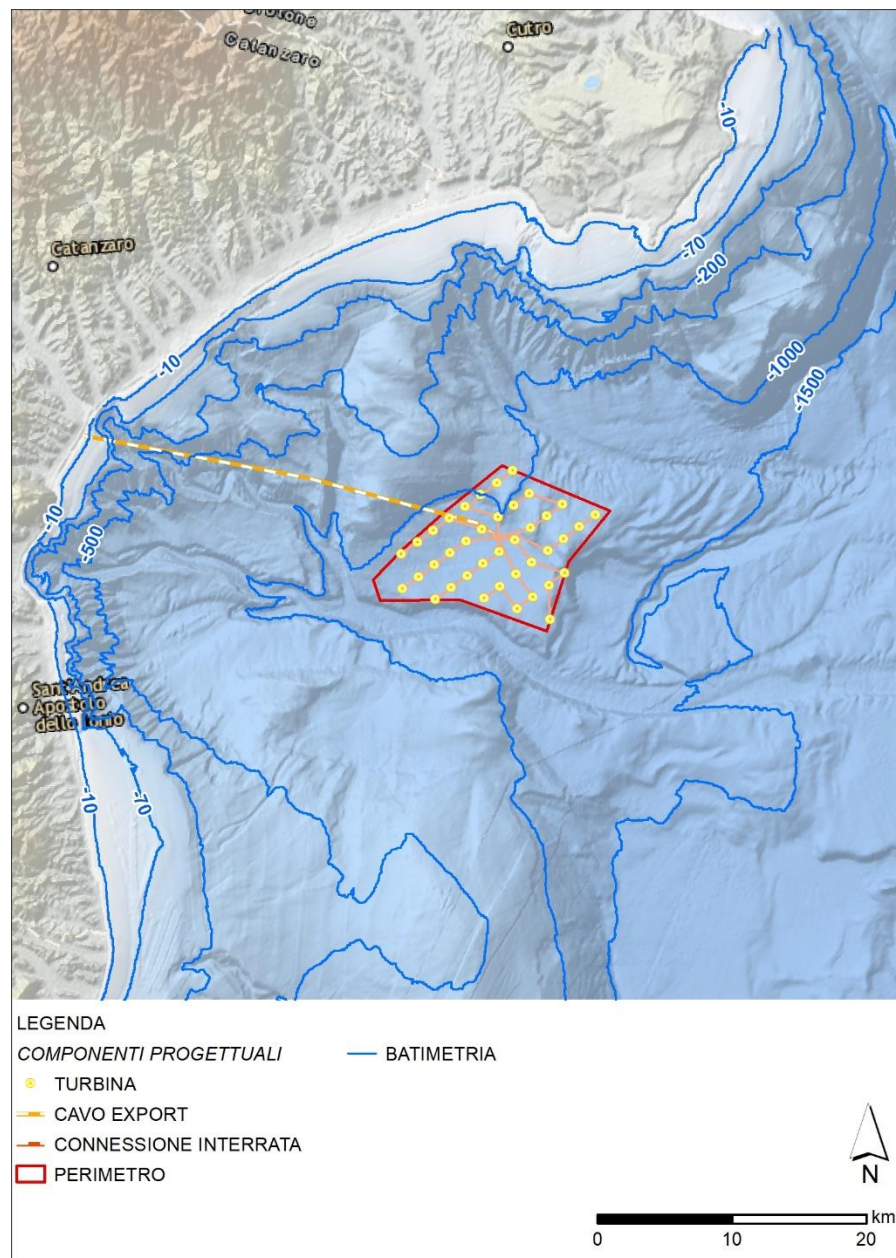 Crotone
Catanzaro
Cutro
-10
Catanzaro
-70
-200
-1000
-10
-1500
-10
-500
Sant'Andrea
Apostolo
dello Ionio
-10
-70
LEGENDA
COMPONENTI PROGETTUALI
BATIMETRIA
TURBINA
CAVO EXPORT
CONNESSIONE INTERRATA
PERIMETRO
N
km
0 10 20